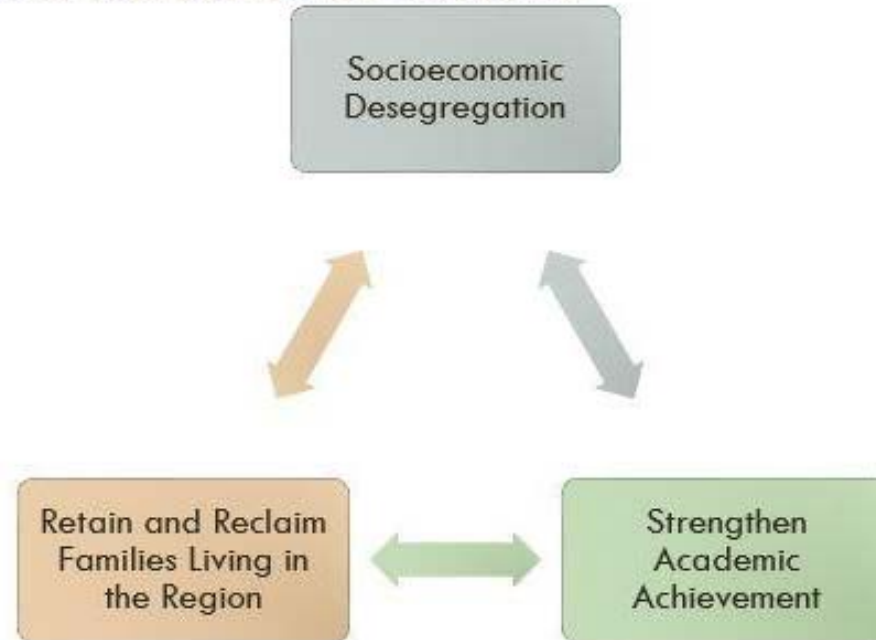 Socioeconomic
Desegregation
Retain and Reclaim
Families Living in
the Region
Strengthen
Academic
Achievement